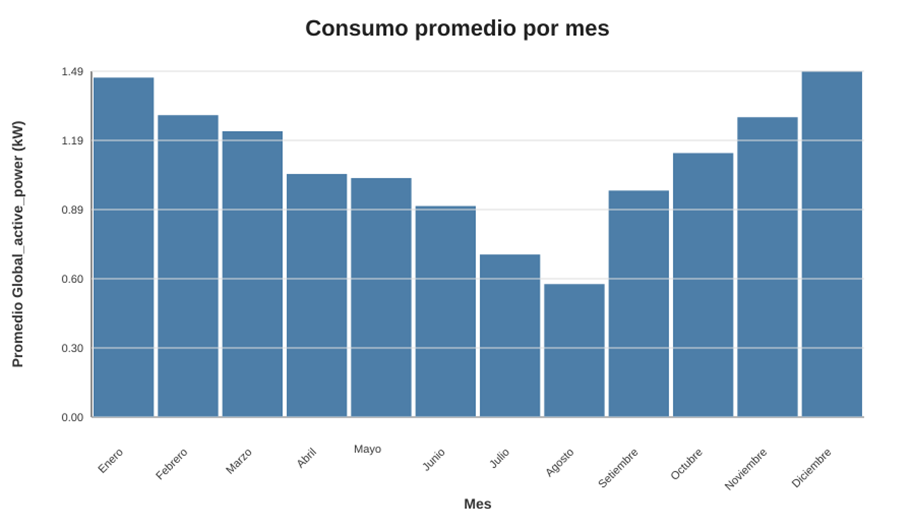 Consumo promedio por mes
Promedio Global_active_power (kW)
1.49
1.19
0.89
0.60
0.30
0.00
Enero
Febrero
Marzo
Abril
Mayo
Junio
Julio
Agosto
Setiembre
Octubre
Noviembre
Diciembre
Mes